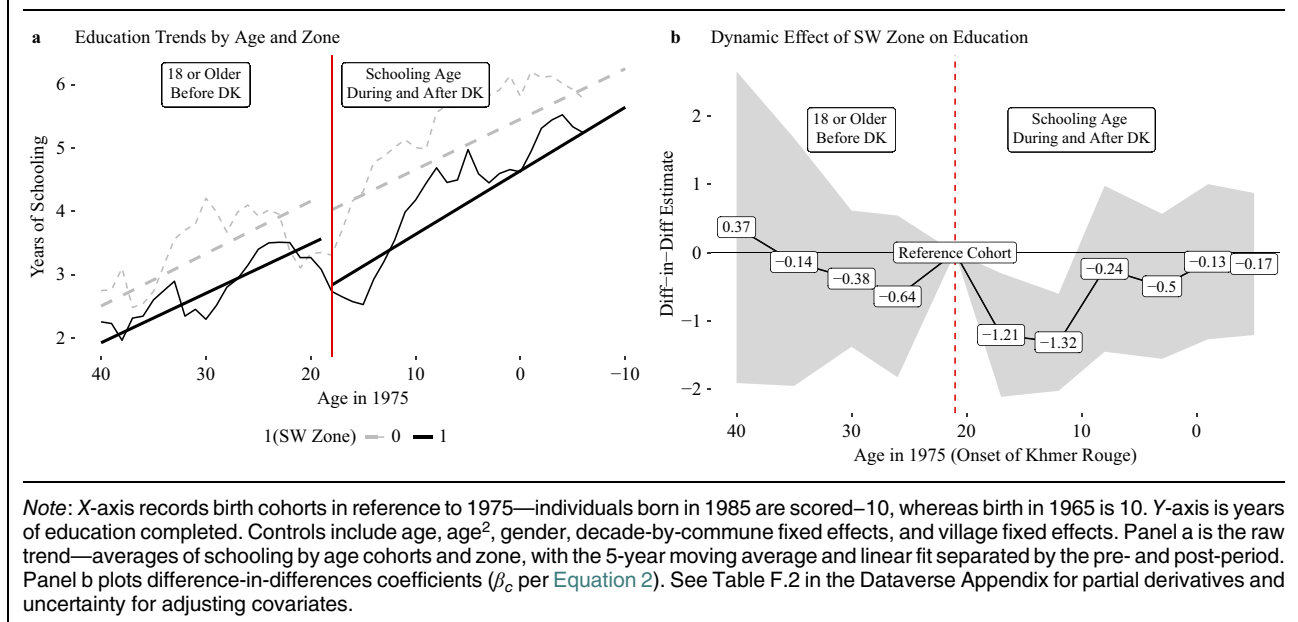 a Education Trends by Age and Zone
18 or Older
Before DK
Schooling Age
During and After DK
Years of Schooling
6
5
4
3
2
40 30 20 10 0 −10
Age in 1975
1(SW Zone) 0 1
b Dynamic Effect of SW Zone on Education
18 or Older
Before DK
Schooling Age
During and After DK
Diff−in−Diff Estimate
2
1
0
−1
−2
0.37
−0.14
−0.38
−0.64
Reference Cohort
−1.21
−1.32
−0.24
−0.5
−0.13
−0.17
40 30 20 10 0
Age in 1975 (Onset of Khmer Rouge)
Note: X-axis records birth cohorts in reference to 1975—individuals born in 1985 are scored–10, whereas birth in 1965 is 10. Y-axis is years
of education completed. Controls include age, age², gender, decade-by-commune fixed effects, and village fixed effects. Panel a is the raw
trend—averages of schooling by age cohorts and zone, with the 5-year moving average and linear fit separated by the pre- and post-period.
Panel b plots difference-in-differences coefficients (βc per Equation 2). See Table F.2 in the Dataverse Appendix for partial derivatives and
uncertainty for adjusting covariates.